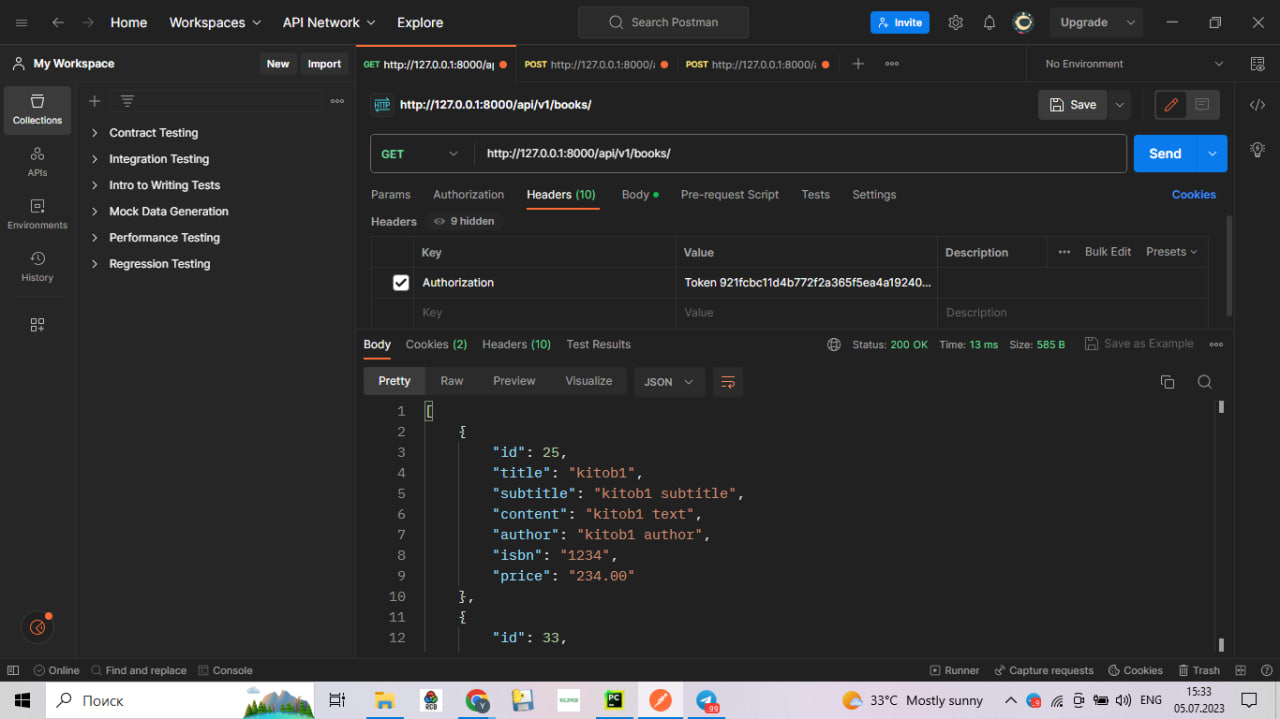 Home Workspaces API Network Explore Search Postman Invite Upgrade
My Workspace New Import GET http://127.0.0.1:8000/a POST http://127.0.0.1:8000/ POST http://127.0.0.1:8000/ No Environment
Collections
APIs
Environments
History
Contract Testing
Integration Testing
Intro to Writing Tests
Mock Data Generation
Performance Testing
Regression Testing
HTTP http://127.0.0.1:8000/api/v1/books/ Save
GET http://127.0.0.1:8000/api/v1/books/ Send
Params Authorization Headers (10) Body Pre-request Script Tests Settings Cookies
Headers 9 hidden
Key Value Description Bulk Edit Presets
Authorization Token 921fcbc11d4b772f2a365f5ea4a19240...
Key Value Description
Body Cookies (2) Headers (10) Test Results Status: 200 OK Time: 13 ms Size: 585 B Save as Example
Pretty Raw Preview Visualize JSON
1 [
2 {
3 "id": 25,
4 "title": "kitob1",
5 "subtitle": "kitob1 subtitle",
6 "content": "kitob1 text",
7 "author": "kitob1 author",
8 "isbn": "1234",
9 "price": "234.00"
10 },
11 {
12 "id": 33,
Online Find and replace Console Runner Capture requests Cookies Trash
Поиск PC 99 33°C Mostly sunny ENG 15:33
05.07.2023